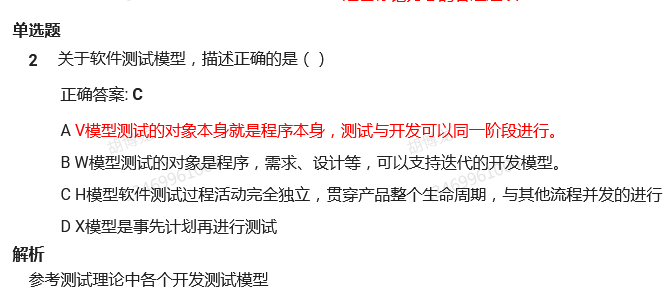 单选题
2 关于软件测试模型，描述正确的是（ ）
正确答案: C
A V模型测试的对象本身就是程序本身，测试与开发可以同一阶段进行。
B W模型测试的对象是程序，需求、设计等，可以支持迭代的开发模型。
C H模型软件测试过程活动完全独立，贯穿产品整个生命周期，与其他流程并发的进行
D X模型是事先计划再进行测试
解析
参考测试理论中各个开发测试模型